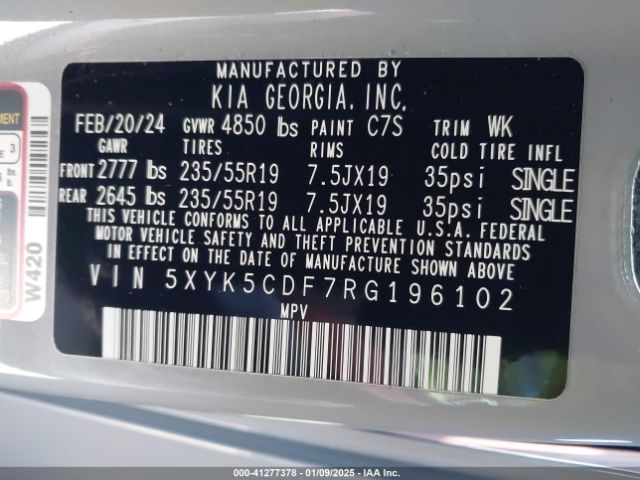 MANUFACTURED BY
KIA GEORGIA, INC.
FEB/20/24 GVWR 4850 lbs PAINT C7S TRIM WK
GAWR TIRES RIMS COLD TIRE INFL
FRONT 2777 lbs 235/55R19 7.5JX19 35psi SINGLE
REAR 2645 lbs 235/55R19 7.5JX19 35psi SINGLE
THIS VEHICLE CONFORMS TO ALL APPLICABLE U.S.A. FEDERAL
MOTOR VEHICLE SAFETY AND THEFT PREVENTION STANDARDS
IN EFFECT ON THE DATE OF MANUFACTURE SHOWN ABOVE
VIN 5XYK5CDF7RG196102
MPV
W420
3
lbs.
000-41277378 - 01/09/2025 - IAA Inc.